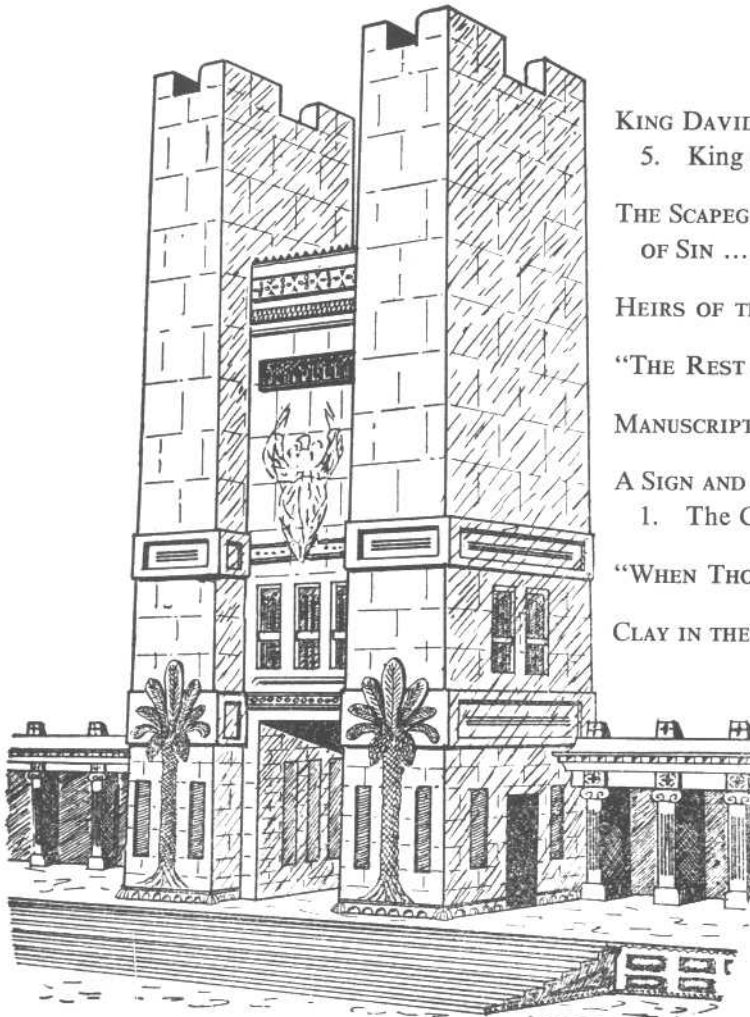 KING DAVID
5. King
THE SCAPEG
OF SIN ...
HEIRS OF T
"THE REST
MANUSCRIPT
A SIGN AND
1. The
"WHEN THO
CLAY IN THE